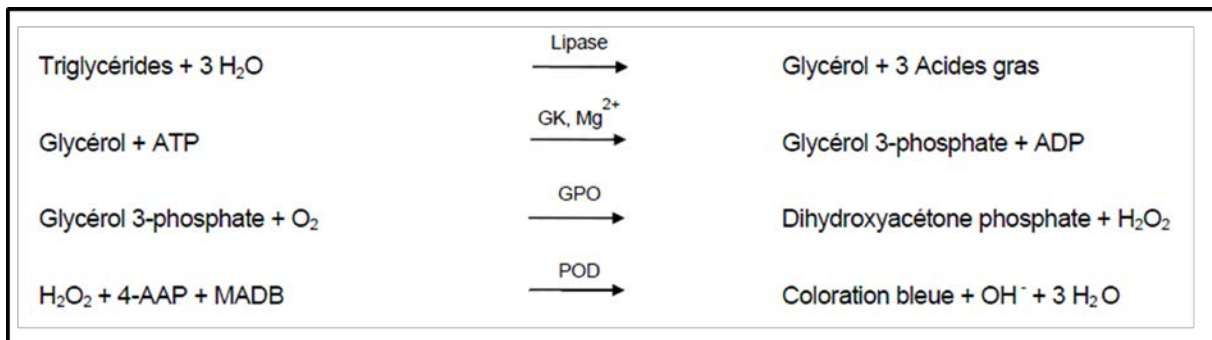 Lipase
Triglycérides + 3 H₂O → Glycérol + 3 Acides gras
GK, Mg²⁺
Glycérol + ATP → Glycérol 3-phosphate + ADP
GPO
Glycérol 3-phosphate + O₂ → Dihydroxyacétone phosphate + H₂O₂
POD
H₂O₂ + 4-AAP + MADB → Coloration bleue + OH⁻ + 3 H₂O